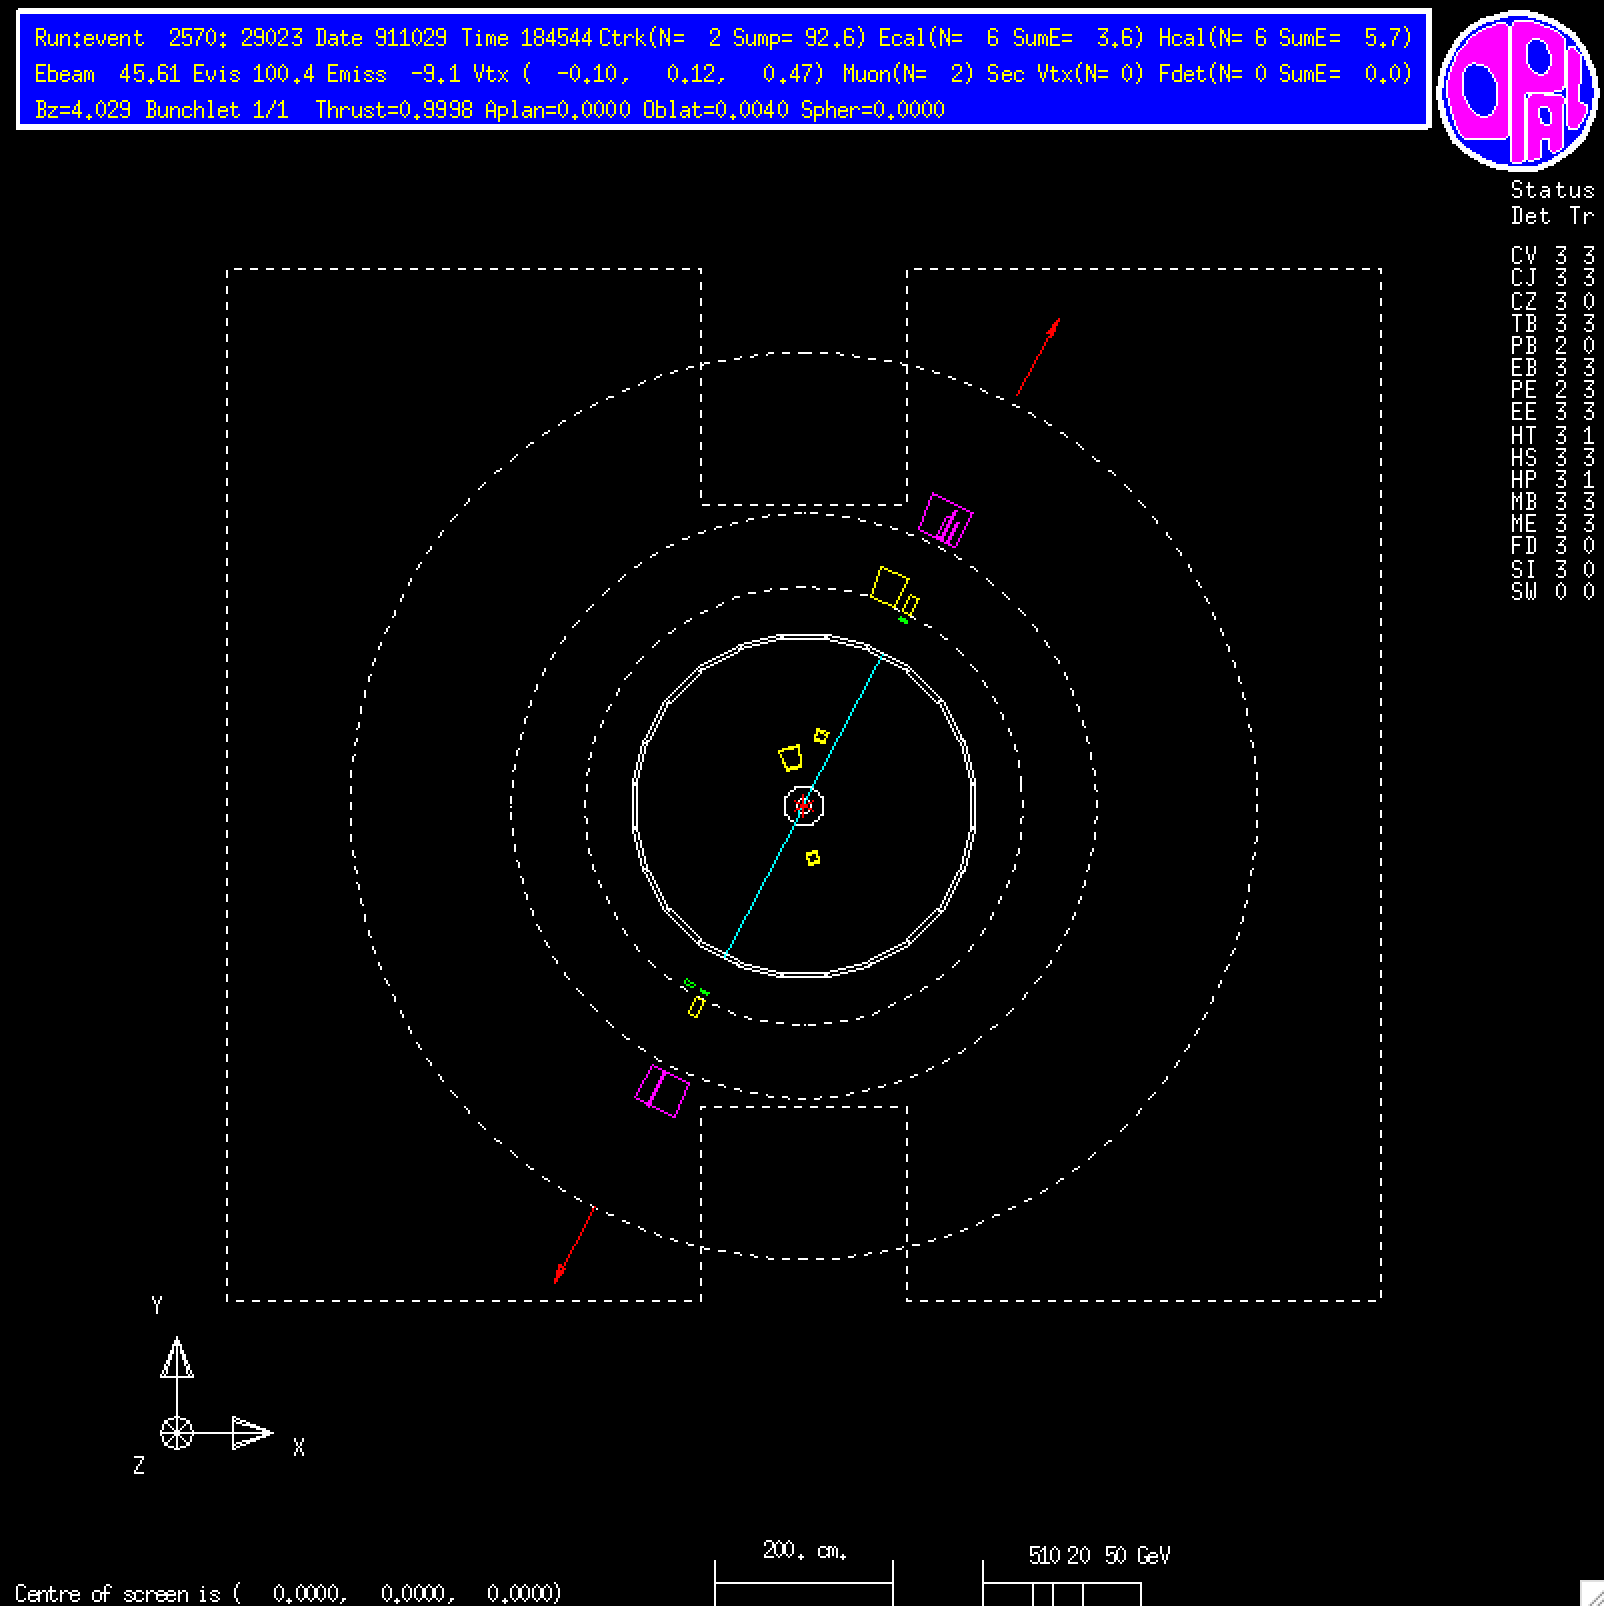 Run:event  2570: 29023 Date 911029 Time 184544 Ctrk(N=  2 Sump= 92.6) Ecal(N=  6 SumE=  3.6) Hcal(N= 6 SumE=  5.7)
Ebeam  45.61 Evis 100.4 Emiss  -9.1 Vtx (  -0.10,   0.12,   0.47)  Muon(N=  2) Sec Vtx(N= 0) Fdet(N= 0 SumE=  0.0)
Bz=4.029 Bunchlet 1/1  Thrust=0.9998 Aplan=0.0000 Oblat=0.0040 Spher=0.0000
OPAL
Status
Det Tr
CV 3 3
CJ 3 3
CZ 3 0
TB 3 3
PB 2 0
EB 3 3
PE 2 3
EE 3 3
HT 3 1
HS 3 3
HP 3 1
MB 3 3
ME 3 3
FD 3 0
SI 3 0
SW 0 0
Y
X
Z
200. cm.
5 10 20 50 GeV
Centre of screen is (   0.0000,   0.0000,   0.0000)